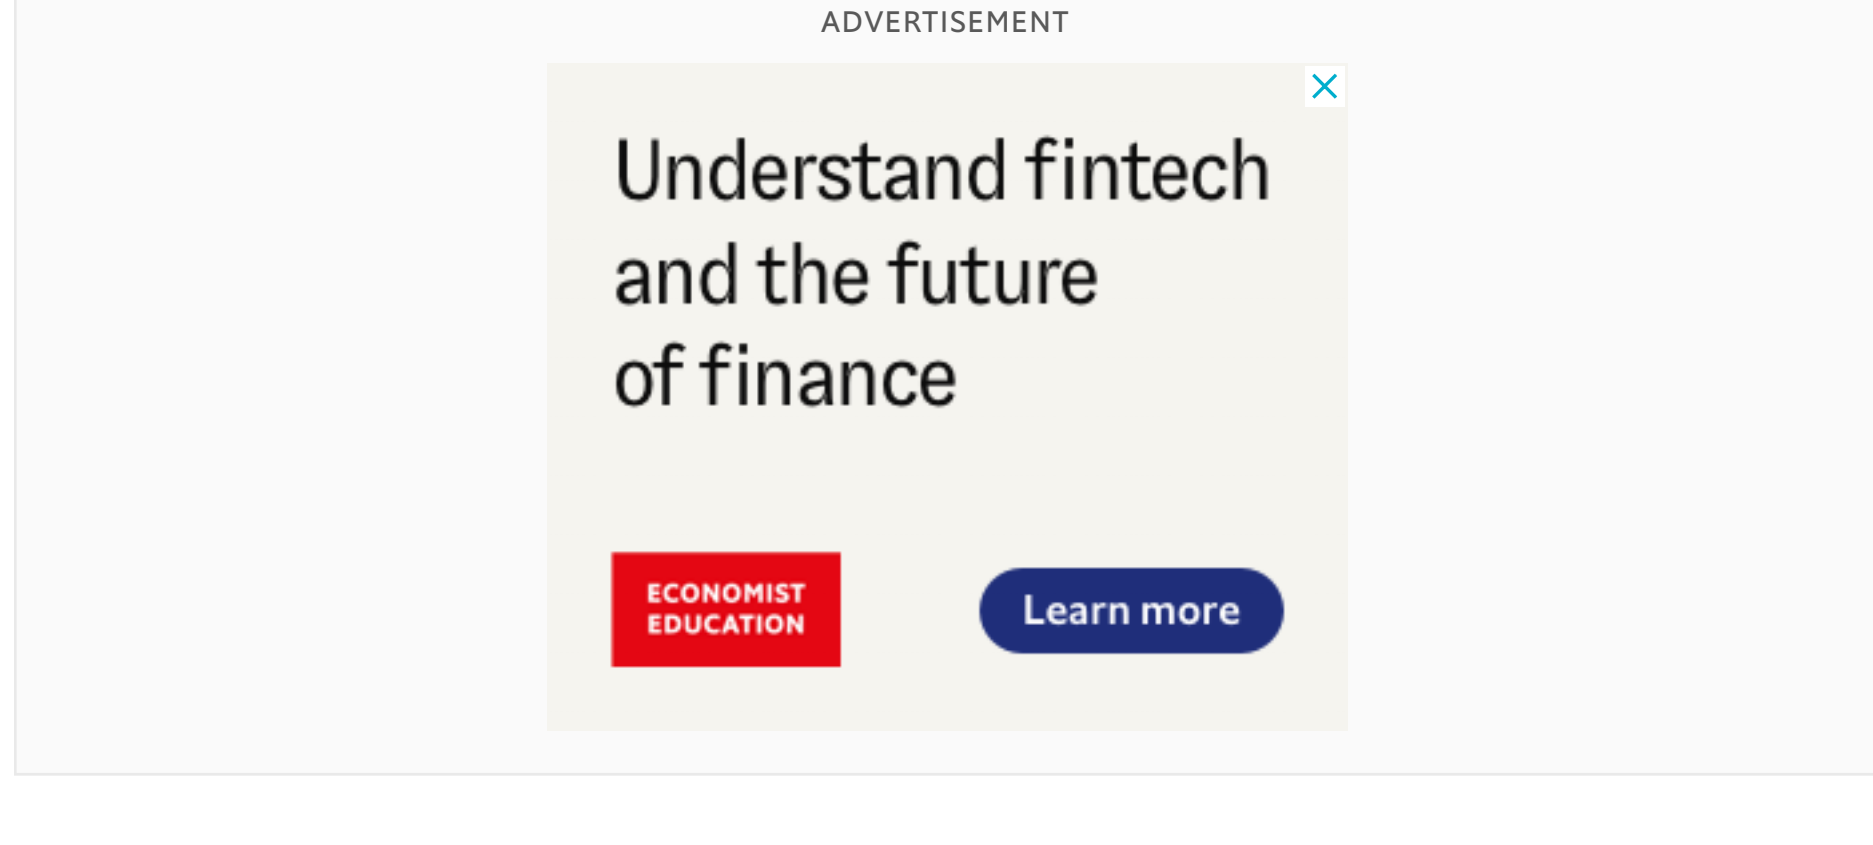 ADVERTISEMENT
Understand fintech
and the future
of finance
ECONOMIST
EDUCATION
Learn more